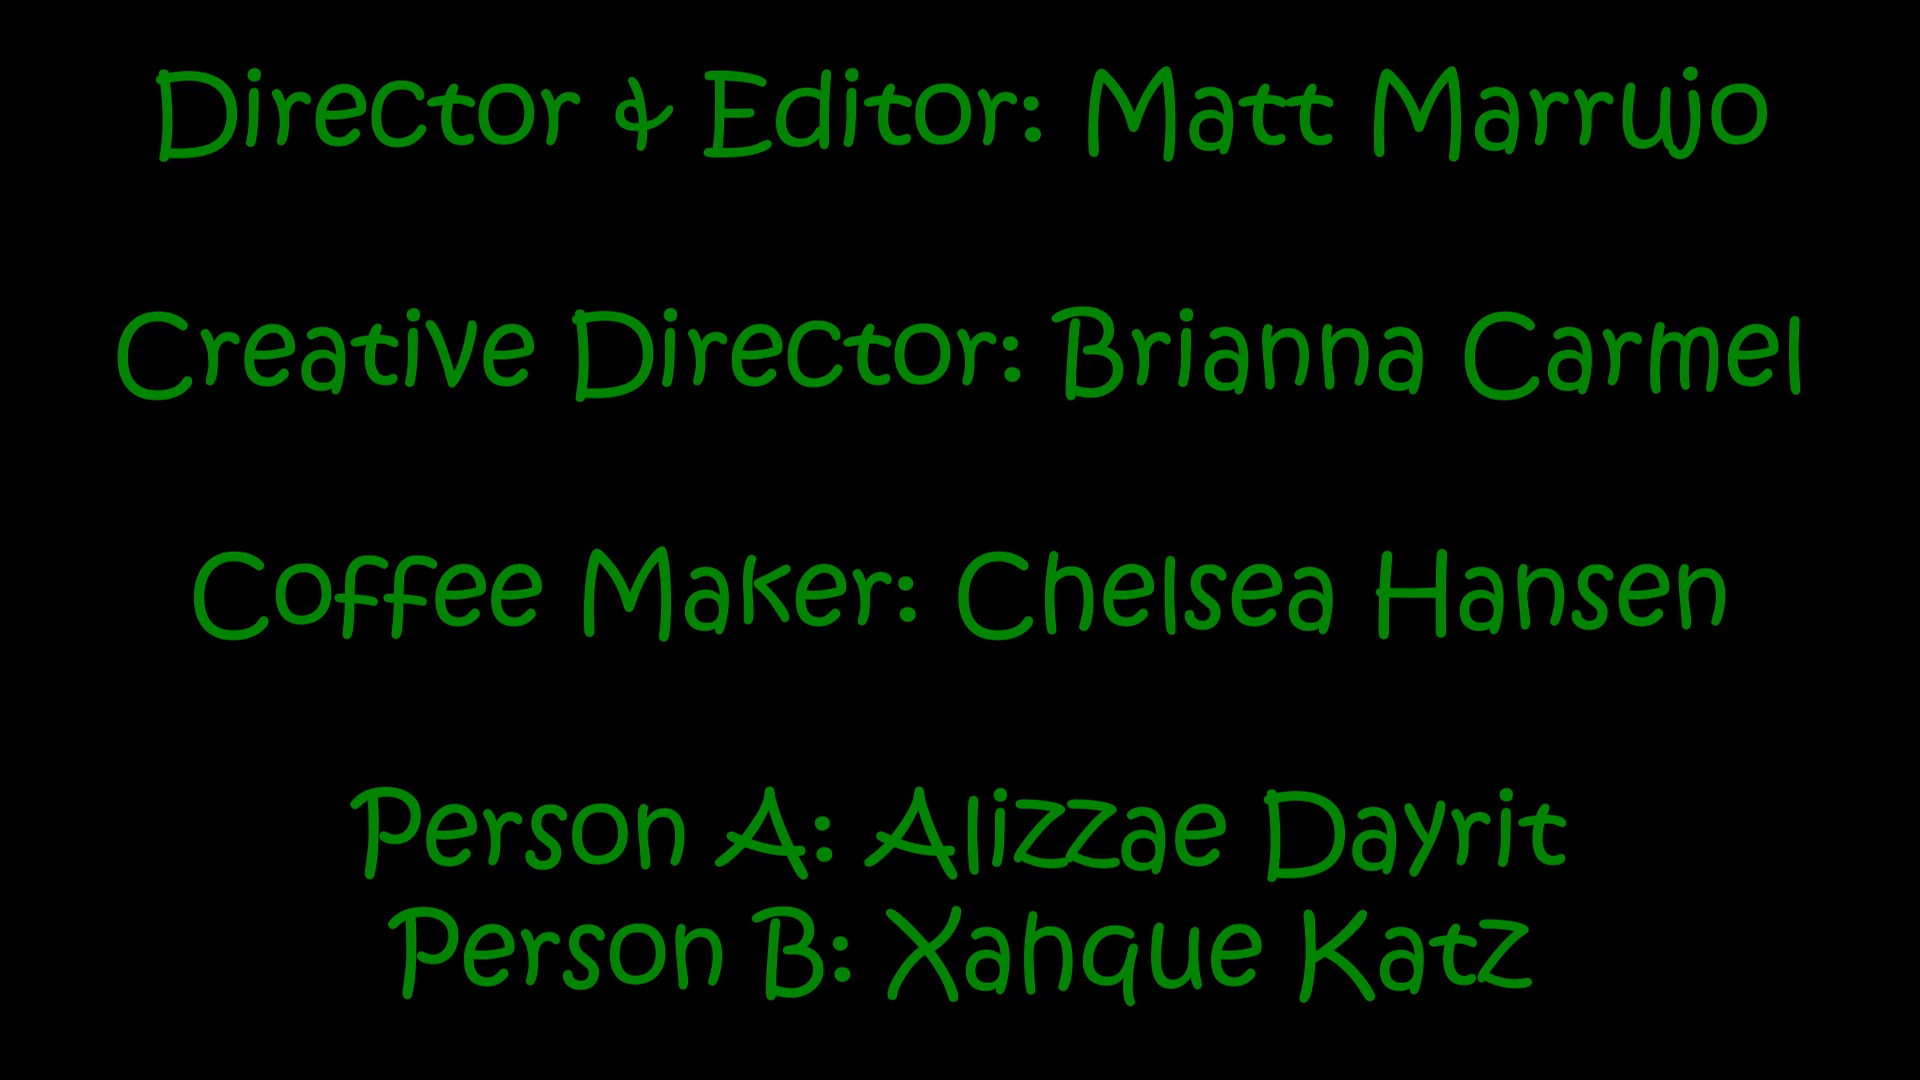 Director & Editor: Matt Marrujo
Creative Director: Brianna Carmel
Coffee Maker: Chelsea Hansen
Person A: Alizzae Dayrit
Person B: Xahque Katz